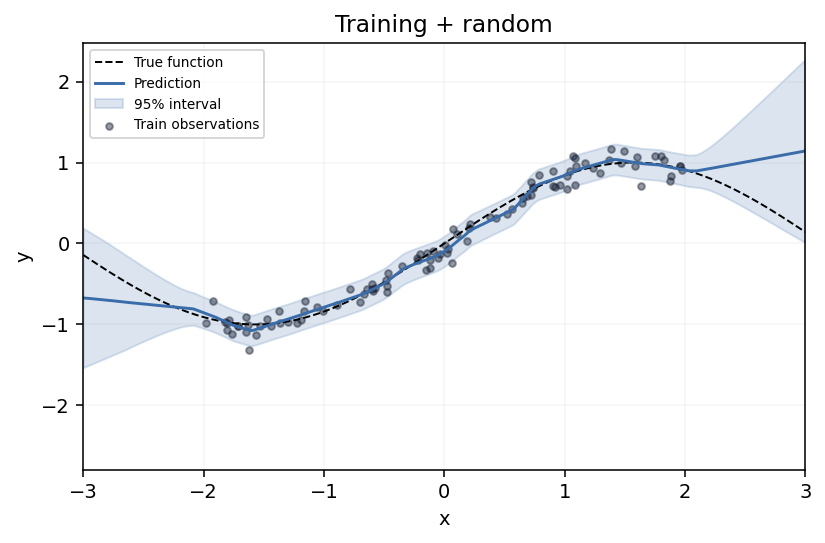 Training + random
True function
Prediction
95% interval
Train observations
2
1
0
−1
−2
y
−3
−2
−1
0
1
2
3
x